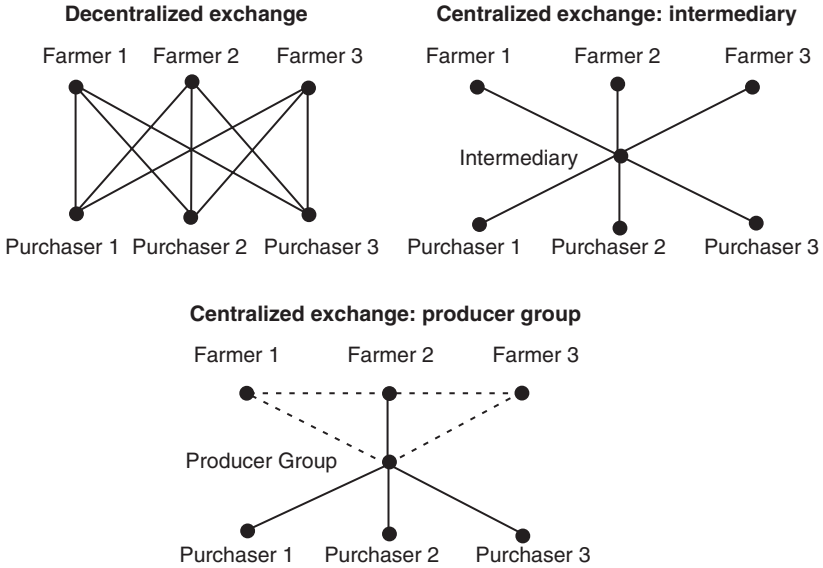 Decentralized exchange
Farmer 1 Farmer 2 Farmer 3
Purchaser 1 Purchaser 2 Purchaser 3
Centralized exchange: intermediary
Farmer 1 Farmer 2 Farmer 3
Intermediary
Purchaser 1 Purchaser 2 Purchaser 3
Centralized exchange: producer group
Farmer 1 Farmer 2 Farmer 3
Producer Group
Purchaser 1 Purchaser 2 Purchaser 3